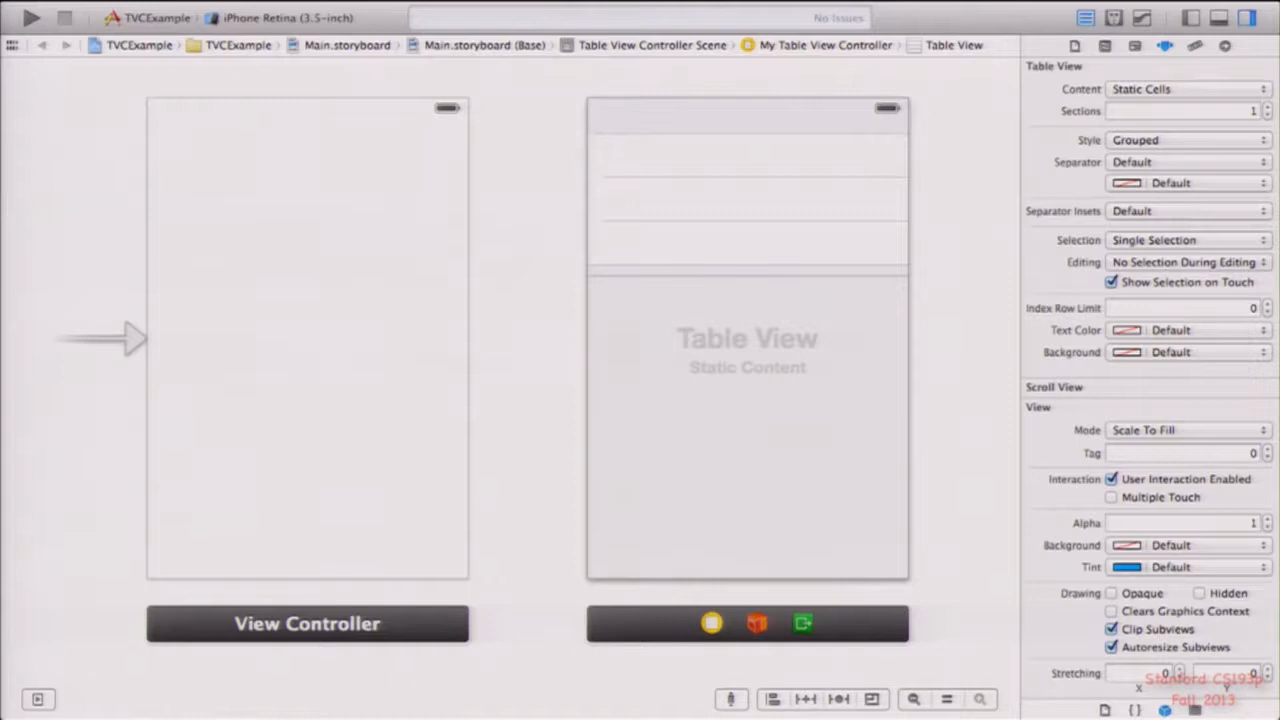 TVCExample
iPhone Retina (3.5-inch)
No Issues
TVCExample
TVCExample
Main.storyboard
Main.storyboard (Base)
Table View Controller Scene
My Table View Controller
Table View
Table View
Content Static Cells
Sections 1
Style Grouped
Separator Default
Default
Separator Insets Default
Selection Single Selection
Editing No Selection During Editing
Show Selection on Touch
Index Row Limit 0
Text Color Default
Background Default
Scroll View
View
Mode Scale To Fill
Tag 0
Interaction User Interaction Enabled
Multiple Touch
Alpha 1
Background Default
Tint Default
Drawing Opaque Hidden
Clears Graphics Context
Clip Subviews
Autoresize Subviews
Stretching 0 0
X Y
Table View
Static Content
View Controller
Stanford CS193p
Fall 2013